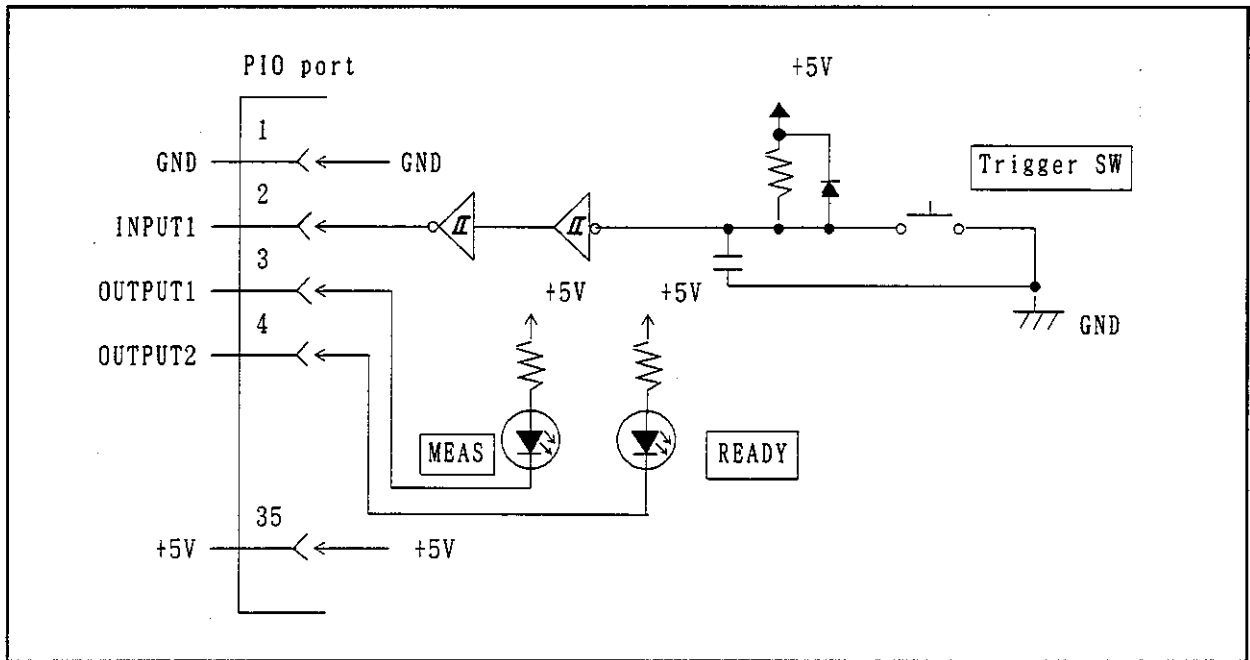 PIO port
+5V
1
GND
GND
Trigger SW
2
INPUT1
3
OUTPUT1
+5V
+5V
4
GND
OUTPUT2
MEAS
READY
35
+5V
+5V